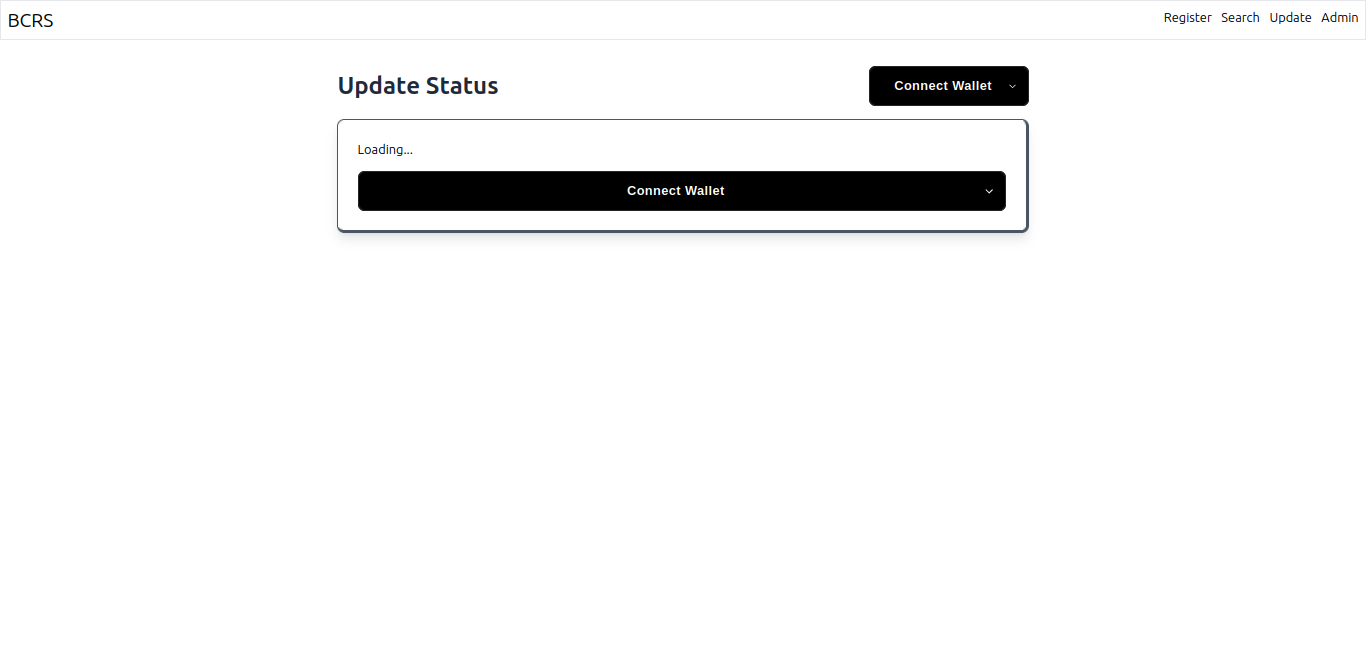 BCRS
Register Search Update Admin
Update Status
Connect Wallet
Loading...
Connect Wallet